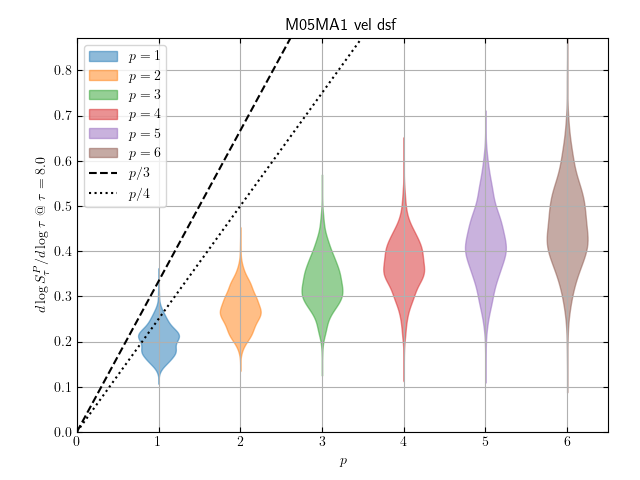 M05MA1 vel dsf
p = 1
p = 2
p = 3
p = 4
p = 5
p = 6
p/3
p/4
d log S_τ^P / d log τ @ τ = 8.0
0.8
0.7
0.6
0.5
0.4
0.3
0.2
0.1
0.0
0 1 2 3 4 5 6
p